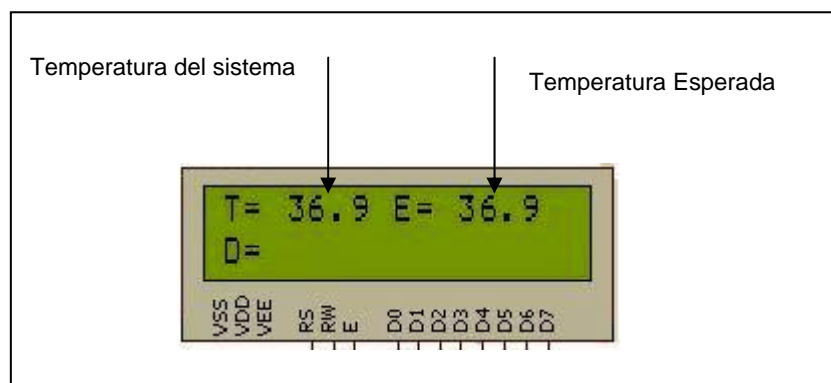 Temperatura del sistema
Temperatura Esperada
T= 36.9 E= 36.9
D=
VSS VDD VEE RS RW E D0 D1 D2 D3 D4 D5 D6 D7